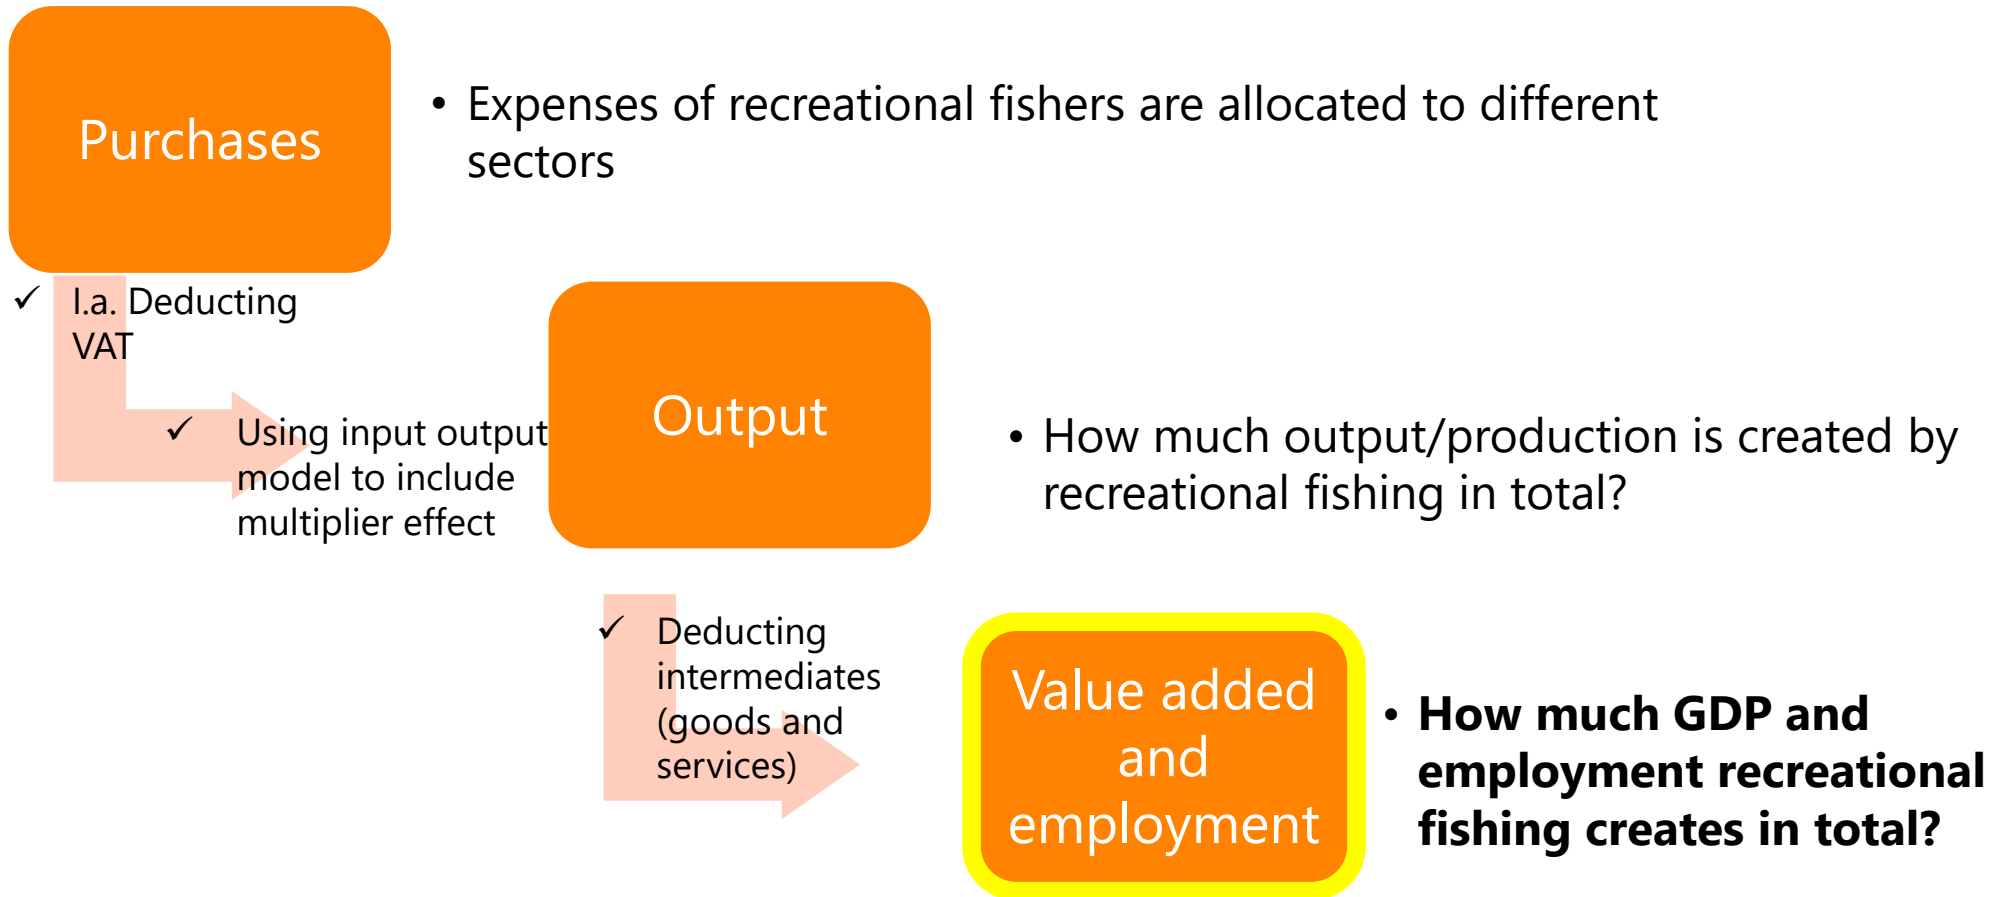 Purchases
• Expenses of recreational fishers are allocated to different
sectors
✓ I.a. Deducting
VAT
✓ Using input output
model to include
multiplier effect
Output
• How much output/production is created by
recreational fishing in total?
✓ Deducting
intermediates
(goods and
services)
Value added
and
employment
• How much GDP and
employment recreational
fishing creates in total?